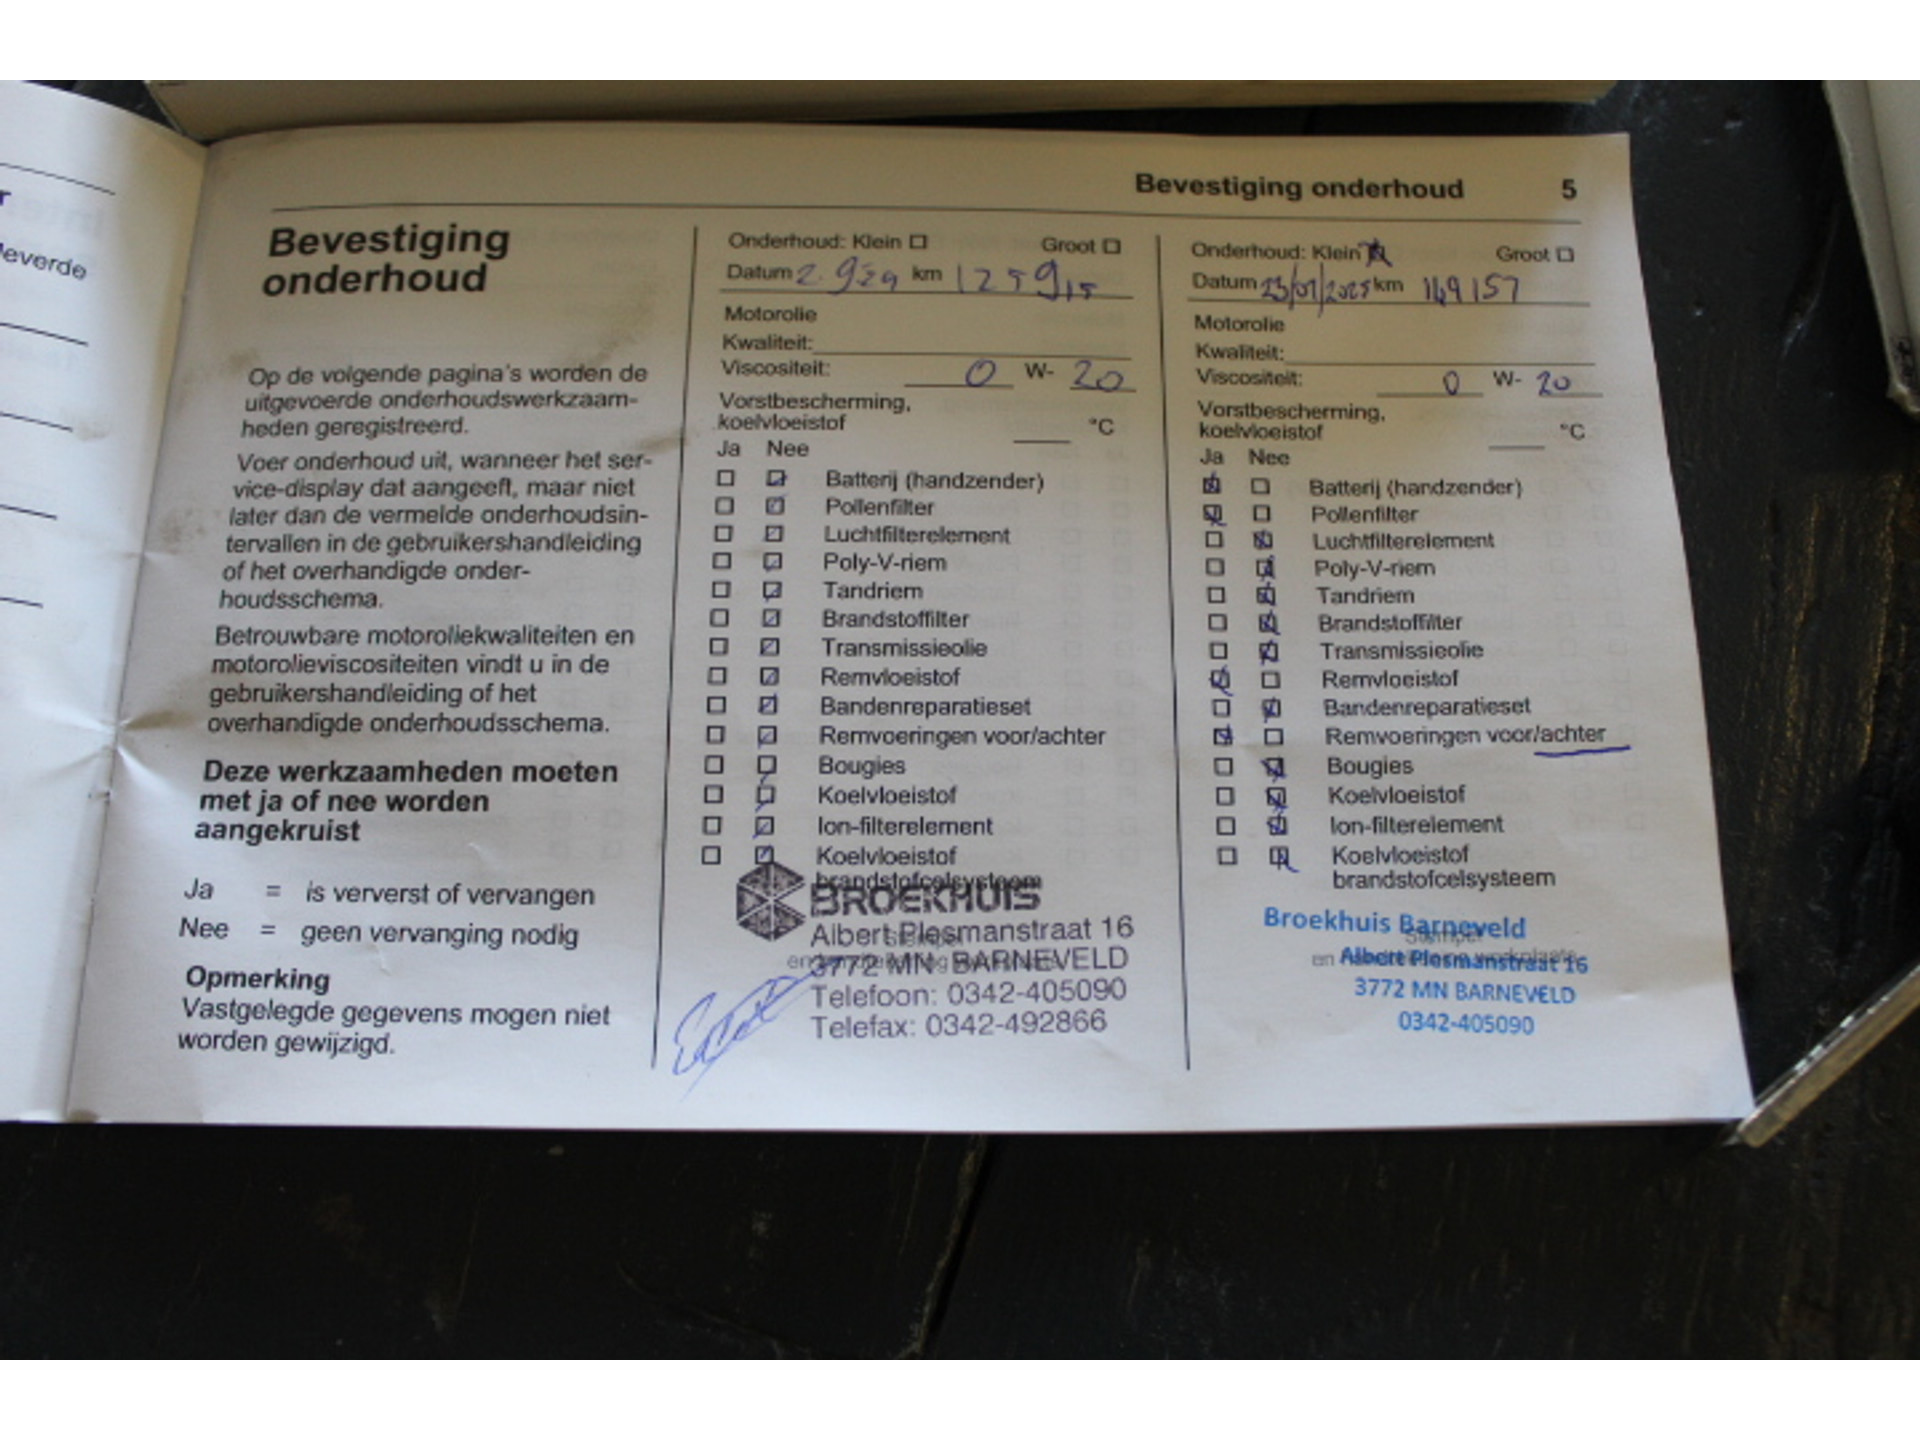 r
leverde
Bevestiging onderhoud 5
Bevestiging
onderhoud
Op de volgende pagina's worden de
uitgevoerde onderhoudswerkzaam-
heden geregistreerd.
Voer onderhoud uit, wanneer het ser-
vice-display dat aangeeft, maar niet
later dan de vermelde onderhoudsin-
tervallen in de gebruikershandleiding
of het overhandigde onder-
houdsschema.
Betrouwbare motoroliekwaliteiten en
motorolieviscositeiten vindt u in de
gebruikershandleiding of het
overhandigde onderhoudsschema.
Deze werkzaamheden moeten
met ja of nee worden
aangekruist
Ja = is ververst of vervangen
Nee = geen vervanging nodig
Opmerking
Vastgelegde gegevens mogen niet
worden gewijzigd.
Onderhoud: Klein Groot
Datum km 125915
Motorolie
Kwaliteit:
Viscositeit: 0 W- 20
Vorstbescherming,
koelvloeistof °C
Ja Nee
Batterij (handzender)
Pollenfilter
Luchtfilterelement
Poly-V-riem
Tandriem
Brandstoffilter
Transmissieolie
Remvloeistof
Bandenreparatieset
Remvoeringen voor/achter
Bougies
Koelvloeistof
Ion-filterelement
Koelvloeistof
brandstofcelsysteem
BROEKHUIS
Albert Plesmanstraat 16
3772 MN BARNEVELD
Telefoon: 0342-405090
Telefax: 0342-492866
Onderhoud: Klein Groot
Datum 23/01/2025 km 149157
Motorolie
Kwaliteit:
Viscositeit: 0 W- 20
Vorstbescherming,
koelvloeistof °C
Ja Nee
Batterij (handzender)
Pollenfilter
Luchtfilterelement
Poly-V-riem
Tandriem
Brandstoffilter
Transmissieolie
Remvloeistof
Bandenreparatieset
Remvoeringen voor/achter
Bougies
Koelvloeistof
Ion-filterelement
Koelvloeistof
brandstofcelsysteem
Broekhuis Barneveld
Stempel
Albert Plesmanstraat 16
3772 MN BARNEVELD
0342-405090